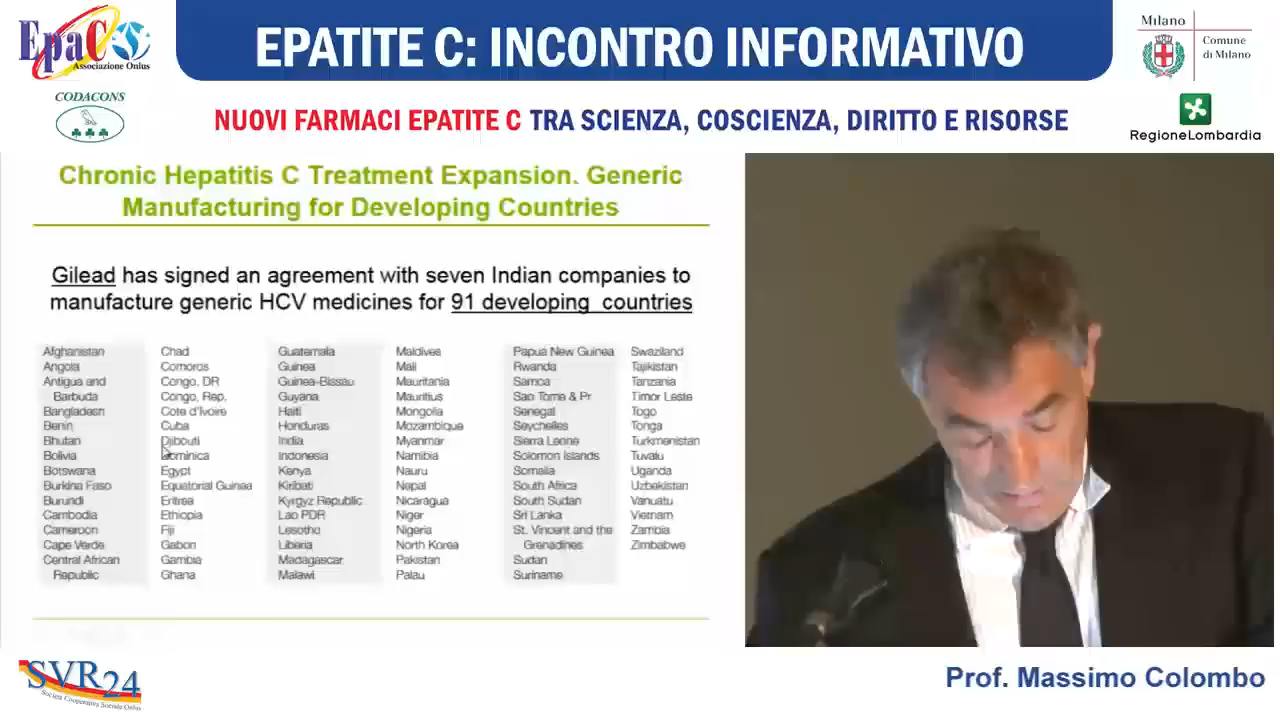 EpaC
Associazione Onlus
EPATITE C: INCONTRO INFORMATIVO
Milano
Comune
di Milano
CODACONS
NUOVI FARMACI EPATITE C TRA SCIENZA, COSCIENZA, DIRITTO E RISORSE
RegioneLombardia
Chronic Hepatitis C Treatment Expansion. Generic
Manufacturing for Developing Countries
Gilead has signed an agreement with seven Indian companies to
manufacture generic HCV medicines for 91 developing countries
Afghanistan
Angola
Antigua and
Barbuda
Bangladesh
Benin
Bhutan
Bolivia
Botswana
Burkina Faso
Burundi
Cambodia
Cameroon
Cape Verde
Central African
Republic
Chad
Comoros
Congo, DR
Congo, Rep.
Cote d'Ivoire
Cuba
Djibouti
Dominica
Egypt
Equatorial Guinea
Eritrea
Ethiopia
Fiji
Gabon
Gambia
Ghana
Guatemala
Guinea
Guinea-Bissau
Guyana
Haiti
Honduras
India
Indonesia
Kenya
Kiribati
Kyrgyz Republic
Lao PDR
Lesotho
Liberia
Madagascar
Malawi
Maldives
Mali
Mauritania
Mauritius
Mongolia
Mozambique
Myanmar
Namibia
Nauru
Nepal
Nicaragua
Niger
Nigeria
North Korea
Pakistan
Palau
Papua New Guinea
Rwanda
Samoa
Sao Tome & Pr
Senegal
Seychelles
Sierra Leone
Solomon Islands
Somalia
South Africa
South Sudan
Sri Lanka
St. Vincent and the
Grenadines
Sudan
Suriname
Swaziland
Tajikistan
Tanzania
Timor Leste
Togo
Tonga
Turkmenistan
Tuvalu
Uganda
Uzbekistan
Vanuatu
Vietnam
Zambia
Zimbabwe
SVR24
Società Cooperativa Sociale Onlus
Prof. Massimo Colombo